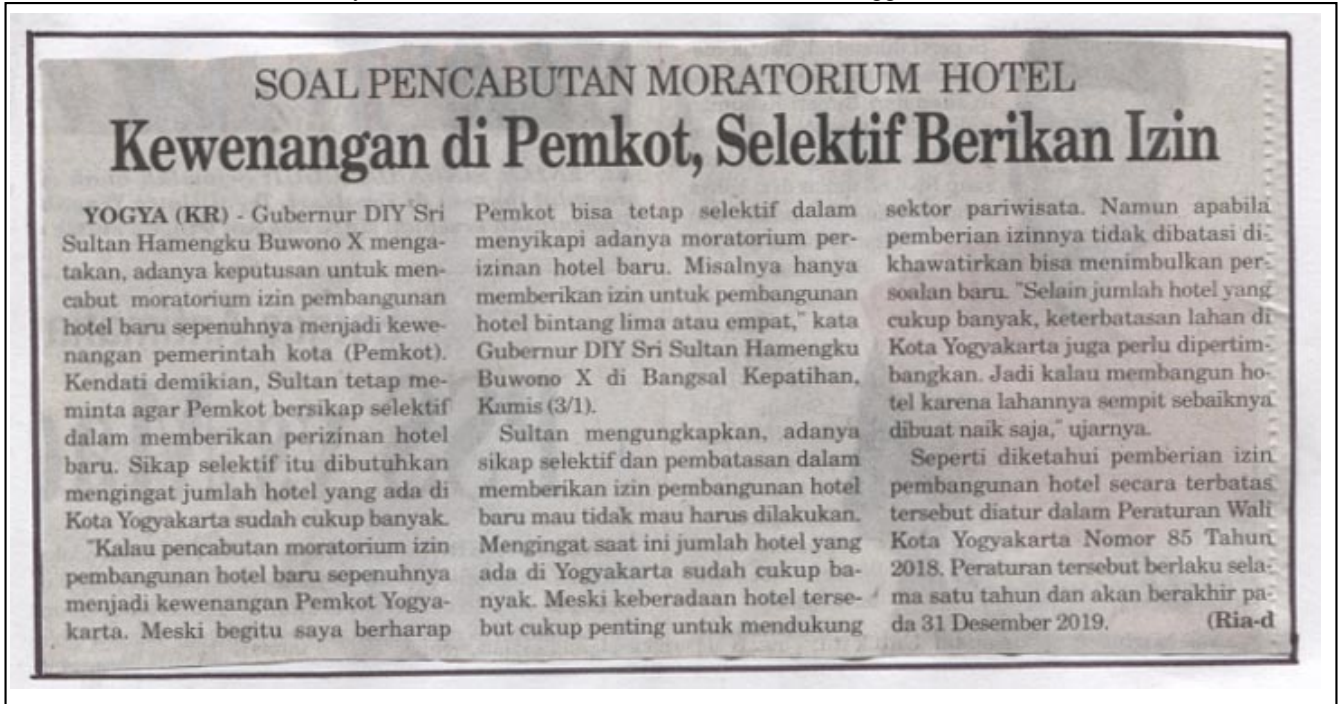 SOAL PENCABUTAN MORATORIUM HOTEL
Kewenangan di Pemkot, Selektif Berikan Izin
YOGYA (KR) - Gubernur DIY Sri
Sultan Hamengku Buwono X menga-
takan, adanya keputusan untuk men-
cabut moratorium izin pembangunan
hotel baru sepenuhnya menjadi kewe-
nangan pemerintah kota (Pemkot).
Kendati demikian, Sultan tetap me-
minta agar Pemkot bersikap selektif
dalam memberikan perizinan hotel
baru. Sikap selektif itu dibutuhkan
mengingat jumlah hotel yang ada di
Kota Yogyakarta sudah cukup banyak.
"Kalau pencabutan moratorium izin
pembangunan hotel baru sepenuhnya
menjadi kewenangan Pemkot Yogya-
karta. Meski begitu saya berharap
Pemkot bisa tetap selektif dalam
menyikapi adanya moratorium per-
izinan hotel baru. Misalnya hanya
memberikan izin untuk pembangunan
hotel bintang lima atau empat," kata
Gubernur DIY Sri Sultan Hamengku
Buwono X di Bangsal Kepatihan,
Kamis (3/1).
Sultan mengungkapkan, adanya
sikap selektif dan pembatasan dalam
memberikan izin pembangunan hotel
baru mau tidak mau harus dilakukan.
Mengingat saat ini jumlah hotel yang
ada di Yogyakarta sudah cukup ba-
nyak. Meski keberadaan hotel terse-
but cukup penting untuk mendukung
sektor pariwisata. Namun apabila
pemberian izinnya tidak dibatasi di-
khawatirkan bisa menimbulkan per-
soalan baru. "Selain jumlah hotel yang
cukup banyak, keterbatasan lahan di
Kota Yogyakarta juga perlu dipertim-
bangkan. Jadi kalau membangun ho-
tel karena lahannya sempit sebaiknya
dibuat naik saja," ujarnya.
Seperti diketahui pemberian izin
pembangunan hotel secara terbatas
tersebut diatur dalam Peraturan Wali
Kota Yogyakarta Nomor 85 Tahun
2018. Peraturan tersebut berlaku sela-
ma satu tahun dan akan berakhir pa-
da 31 Desember 2019. (Ria-d